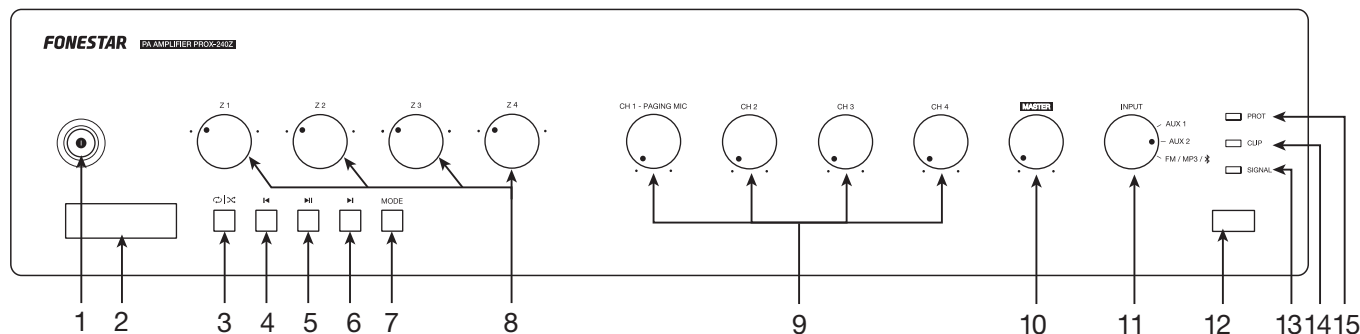 FONESTAR PA AMPLIFIER PROX-240Z
Z 1 Z 2 Z 3 Z 4 CH 1 - PAGING MIC CH 2 CH 3 CH 4 MASTER INPUT
AUX 1
AUX 2
FM / MP3 /
PROT
CLIP
SIGNAL
MODE
1 2 3 4 5 6 7 8 9 10 11 12 13 14 15